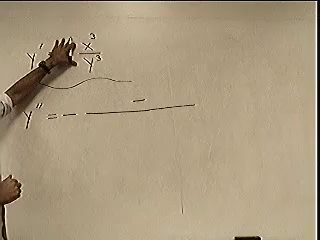 y' x³/y³
y'' = - ―